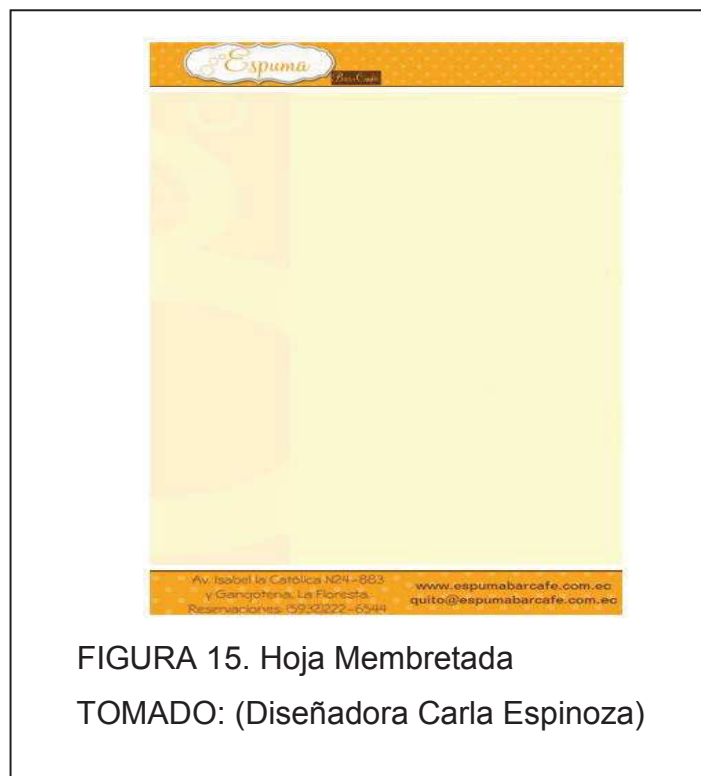 Espuma
Bar-Café
Av. Isabel la Católica N24-883
www.espumabarcafe.com.ec
y Gangotena, La Floresta.
quito@espumabarcafe.com.ec
Reservaciones: (5932)222-6544
FIGURA 15. Hoja Membretada
TOMADO: (Diseñadora Carla Espinoza)